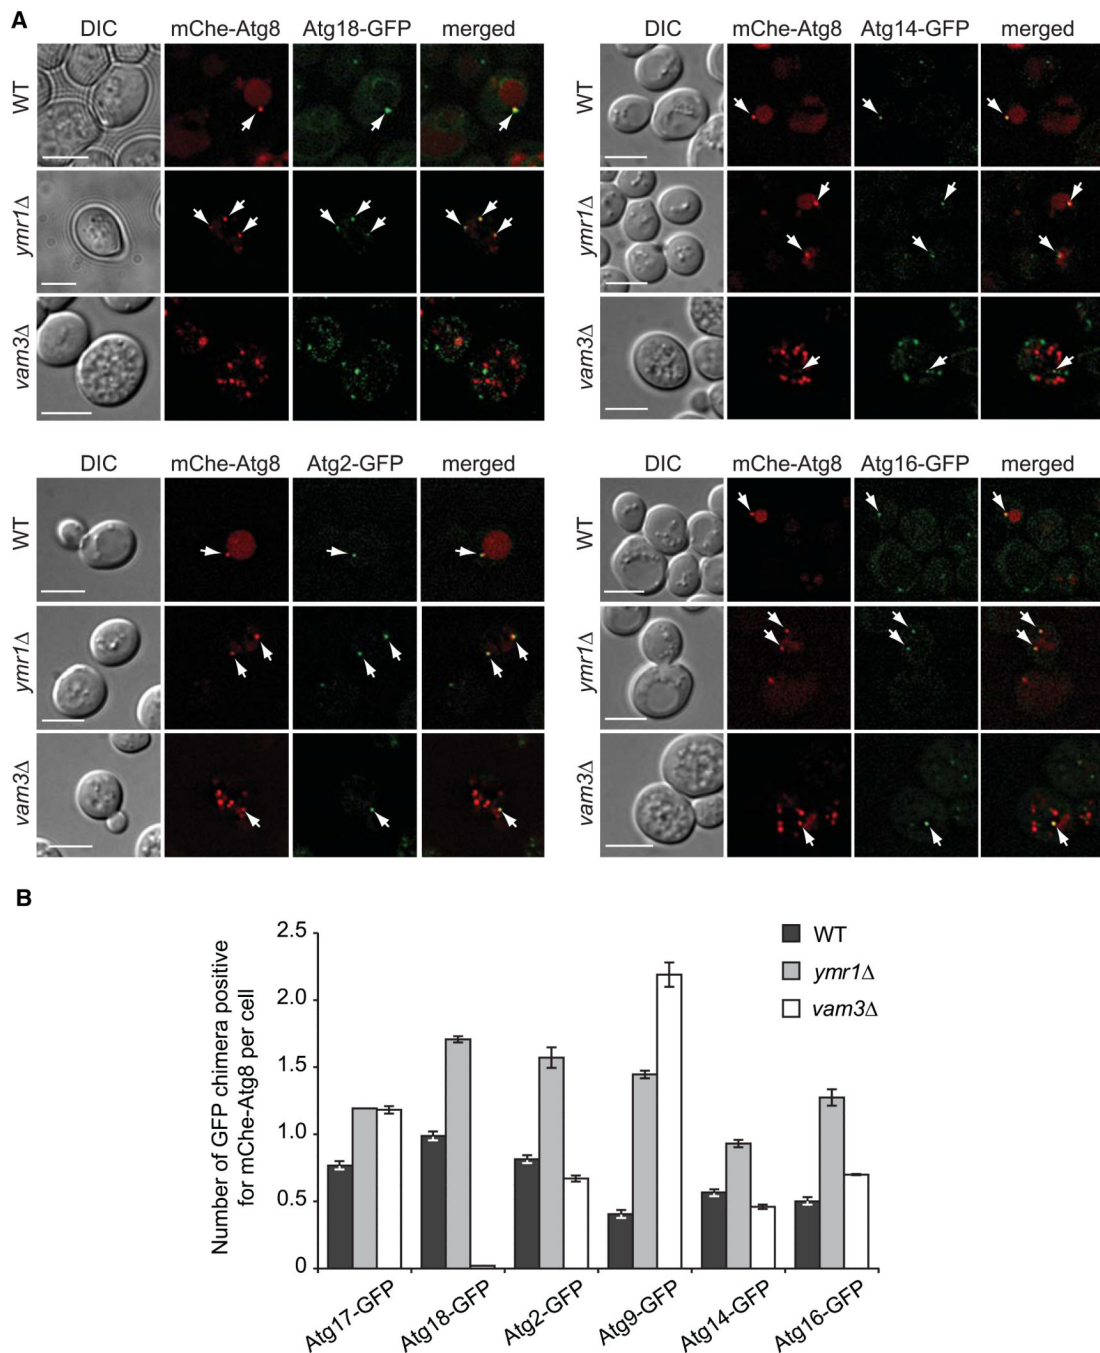 A
DIC mChe-Atg8 Atg18-GFP merged
WT
ymr1Δ
vam3Δ
DIC mChe-Atg8 Atg14-GFP merged
WT
ymr1Δ
vam3Δ
DIC mChe-Atg8 Atg2-GFP merged
WT
ymr1Δ
vam3Δ
DIC mChe-Atg8 Atg16-GFP merged
WT
ymr1Δ
vam3Δ
B
Number of GFP chimera positive
for mChe-Atg8 per cell
2.5
2.0
1.5
1.0
0.5
0
WT
ymr1Δ
vam3Δ
Atg17-GFP
Atg18-GFP
Atg2-GFP
Atg9-GFP
Atg14-GFP
Atg16-GFP